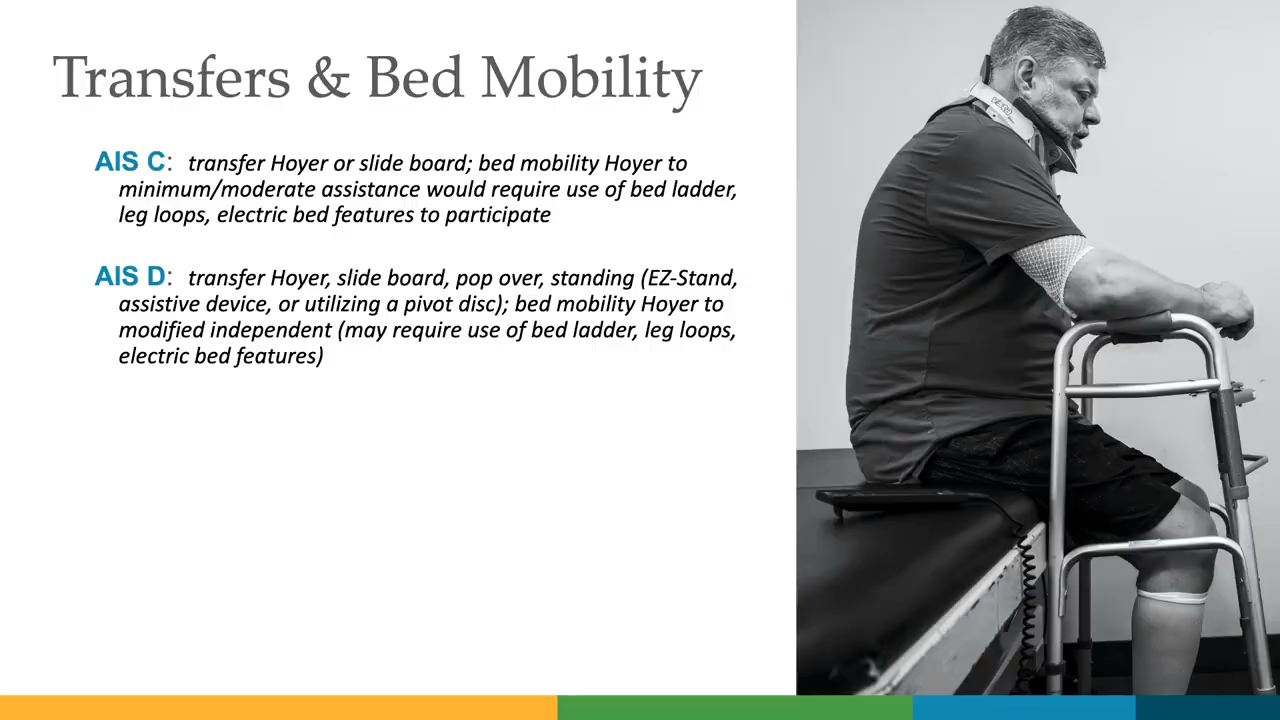 Transfers & Bed Mobility
AIS C: transfer Hoyer or slide board; bed mobility Hoyer to
minimum/moderate assistance would require use of bed ladder,
leg loops, electric bed features to participate
AIS D: transfer Hoyer, slide board, pop over, standing (EZ-Stand,
assistive device, or utilizing a pivot disc); bed mobility Hoyer to
modified independent (may require use of bed ladder, leg loops,
electric bed features)